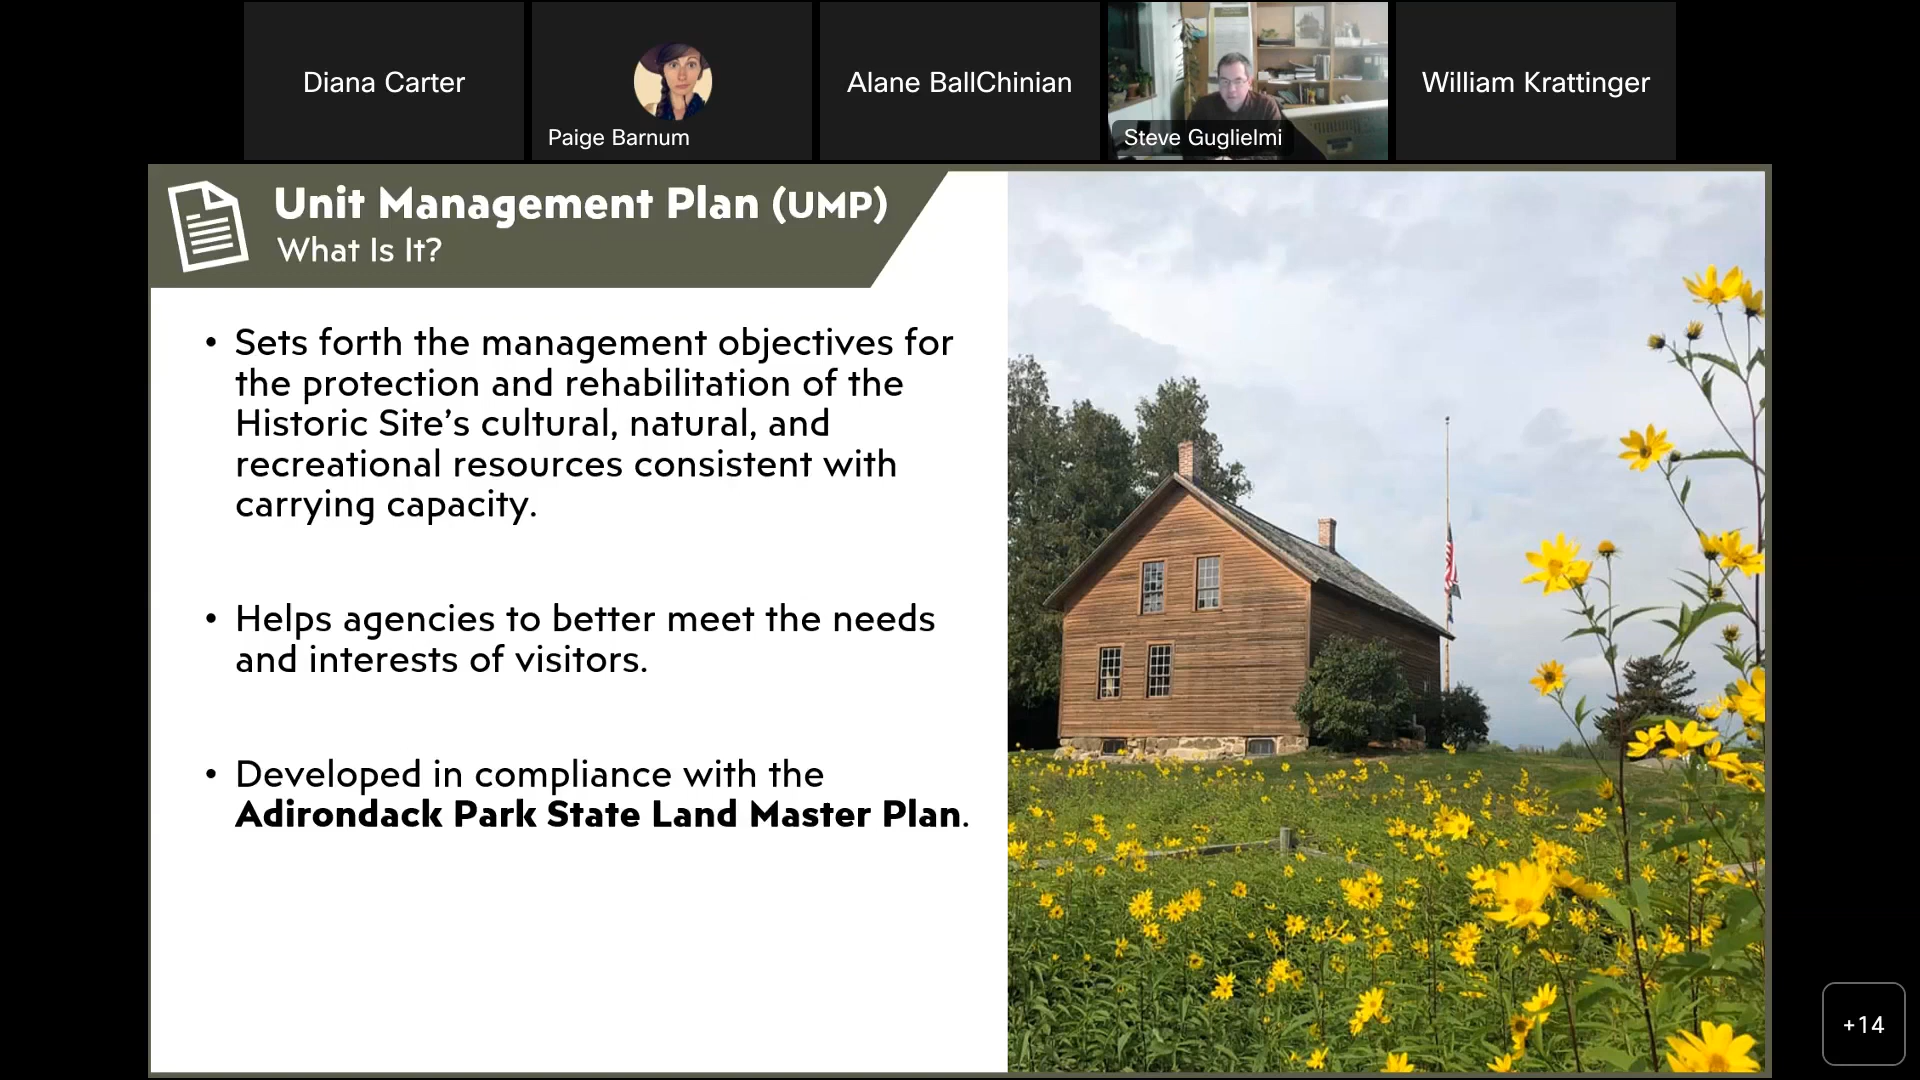 Diana Carter
Paige Barnum
Alane BallChinian
Steve Guglielmi
William Krattinger
Unit Management Plan (UMP)
What Is It?
• Sets forth the management objectives for
the protection and rehabilitation of the
Historic Site’s cultural, natural, and
recreational resources consistent with
carrying capacity.
• Helps agencies to better meet the needs
and interests of visitors.
• Developed in compliance with the
Adirondack Park State Land Master Plan.
+14